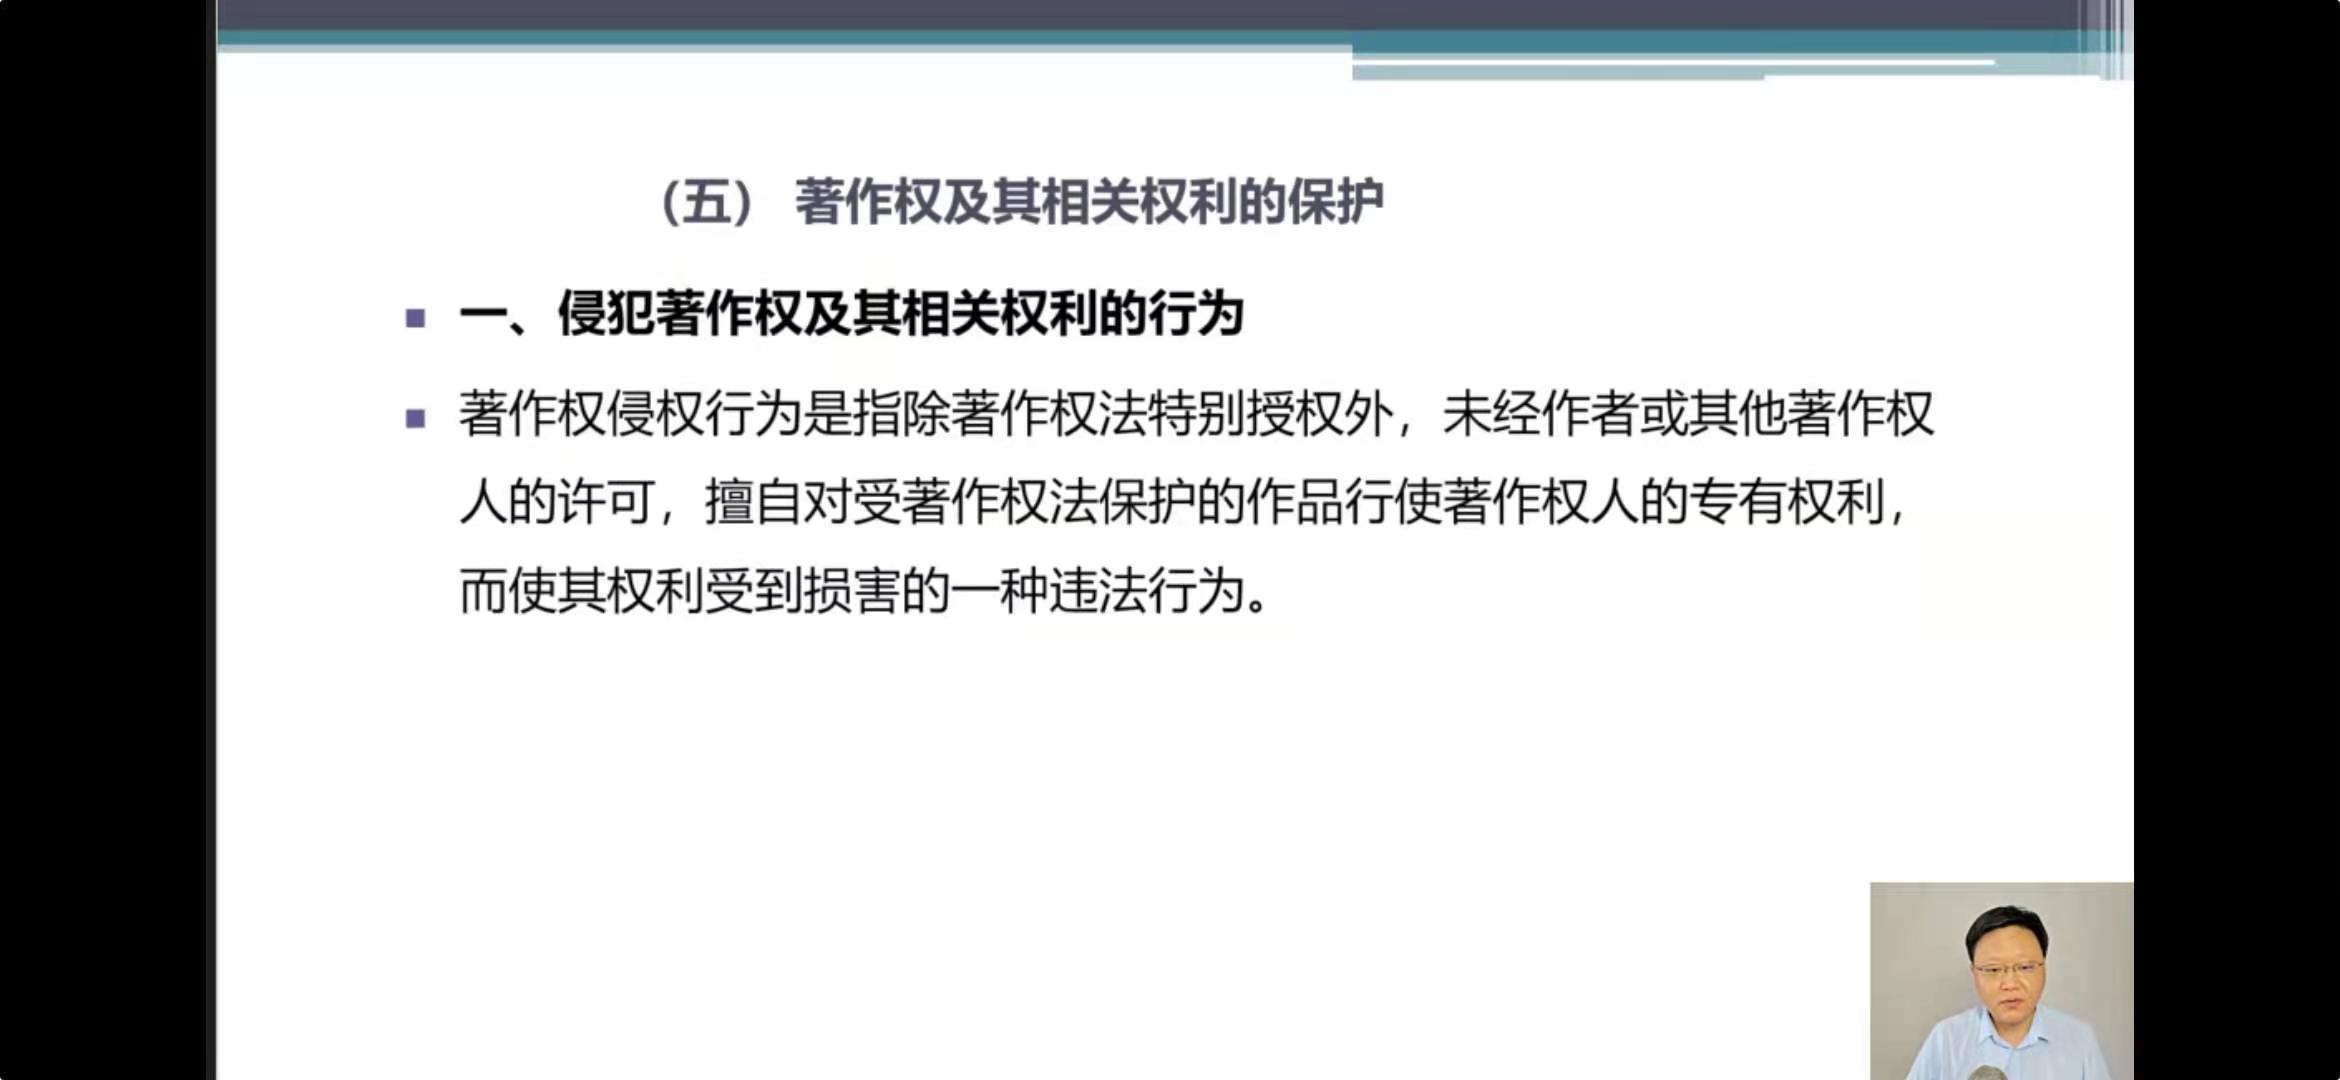 （五） 著作权及其相关权利的保护
一、侵犯著作权及其相关权利的行为
著作权侵权行为是指除著作权法特别授权外，未经作者或其他著作权
人的许可，擅自对受著作权法保护的作品行使著作权人的专有权利，
而使其权利受到损害的一种违法行为。